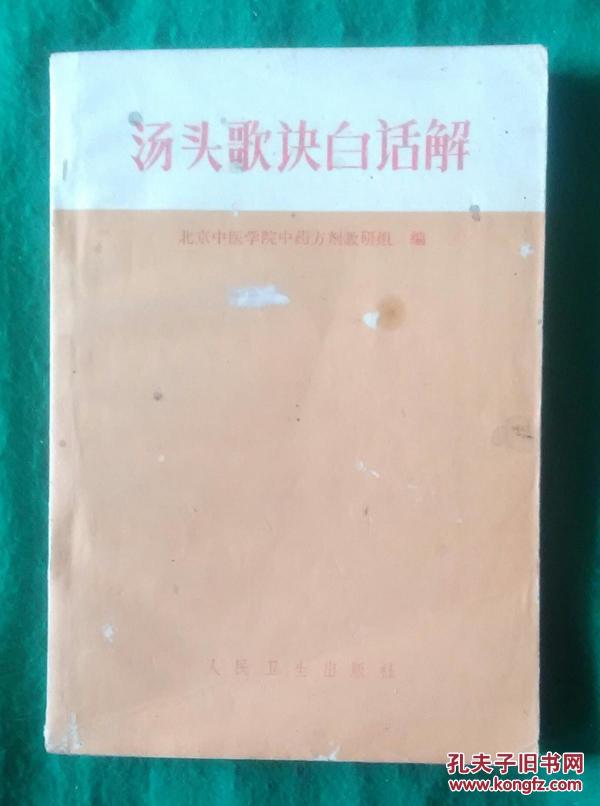 汤头歌诀白话解
北京中医学院中药方剂教研组 编
人民卫生出版社
孔夫子旧书网
www.kongfz.com